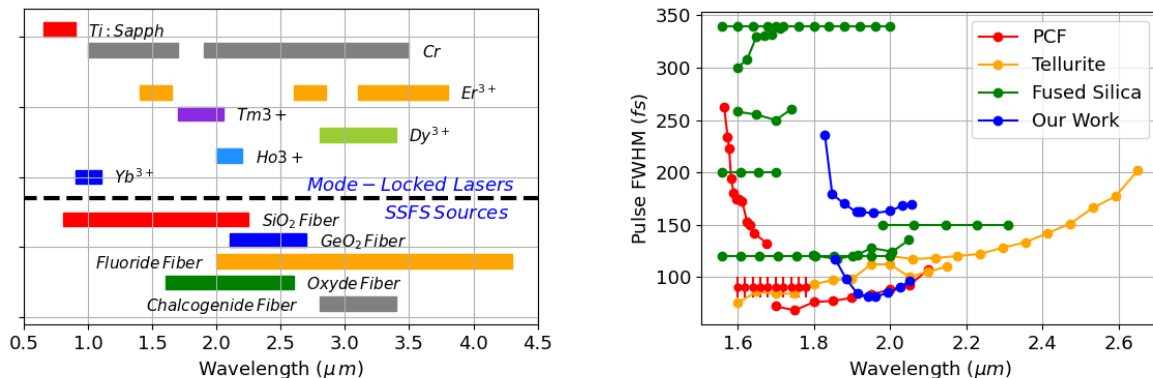 Ti : Sapph
Cr
Er³⁺
Tm3+
Dy³⁺
Ho3+
Yb³⁺
Mode−Locked Lasers
SSFS Sources
SiO₂ Fiber
GeO₂ Fiber
Fluoride Fiber
Oxyde Fiber
Chalcogenide Fiber
0.5 1.0 1.5 2.0 2.5 3.0 3.5 4.0 4.5
Wavelength (μ m)
Pulse FWHM (fs)
350
300
250
200
150
100
PCF
Tellurite
Fused Silica
Our Work
1.6 1.8 2.0 2.2 2.4 2.6
Wavelength (μm)